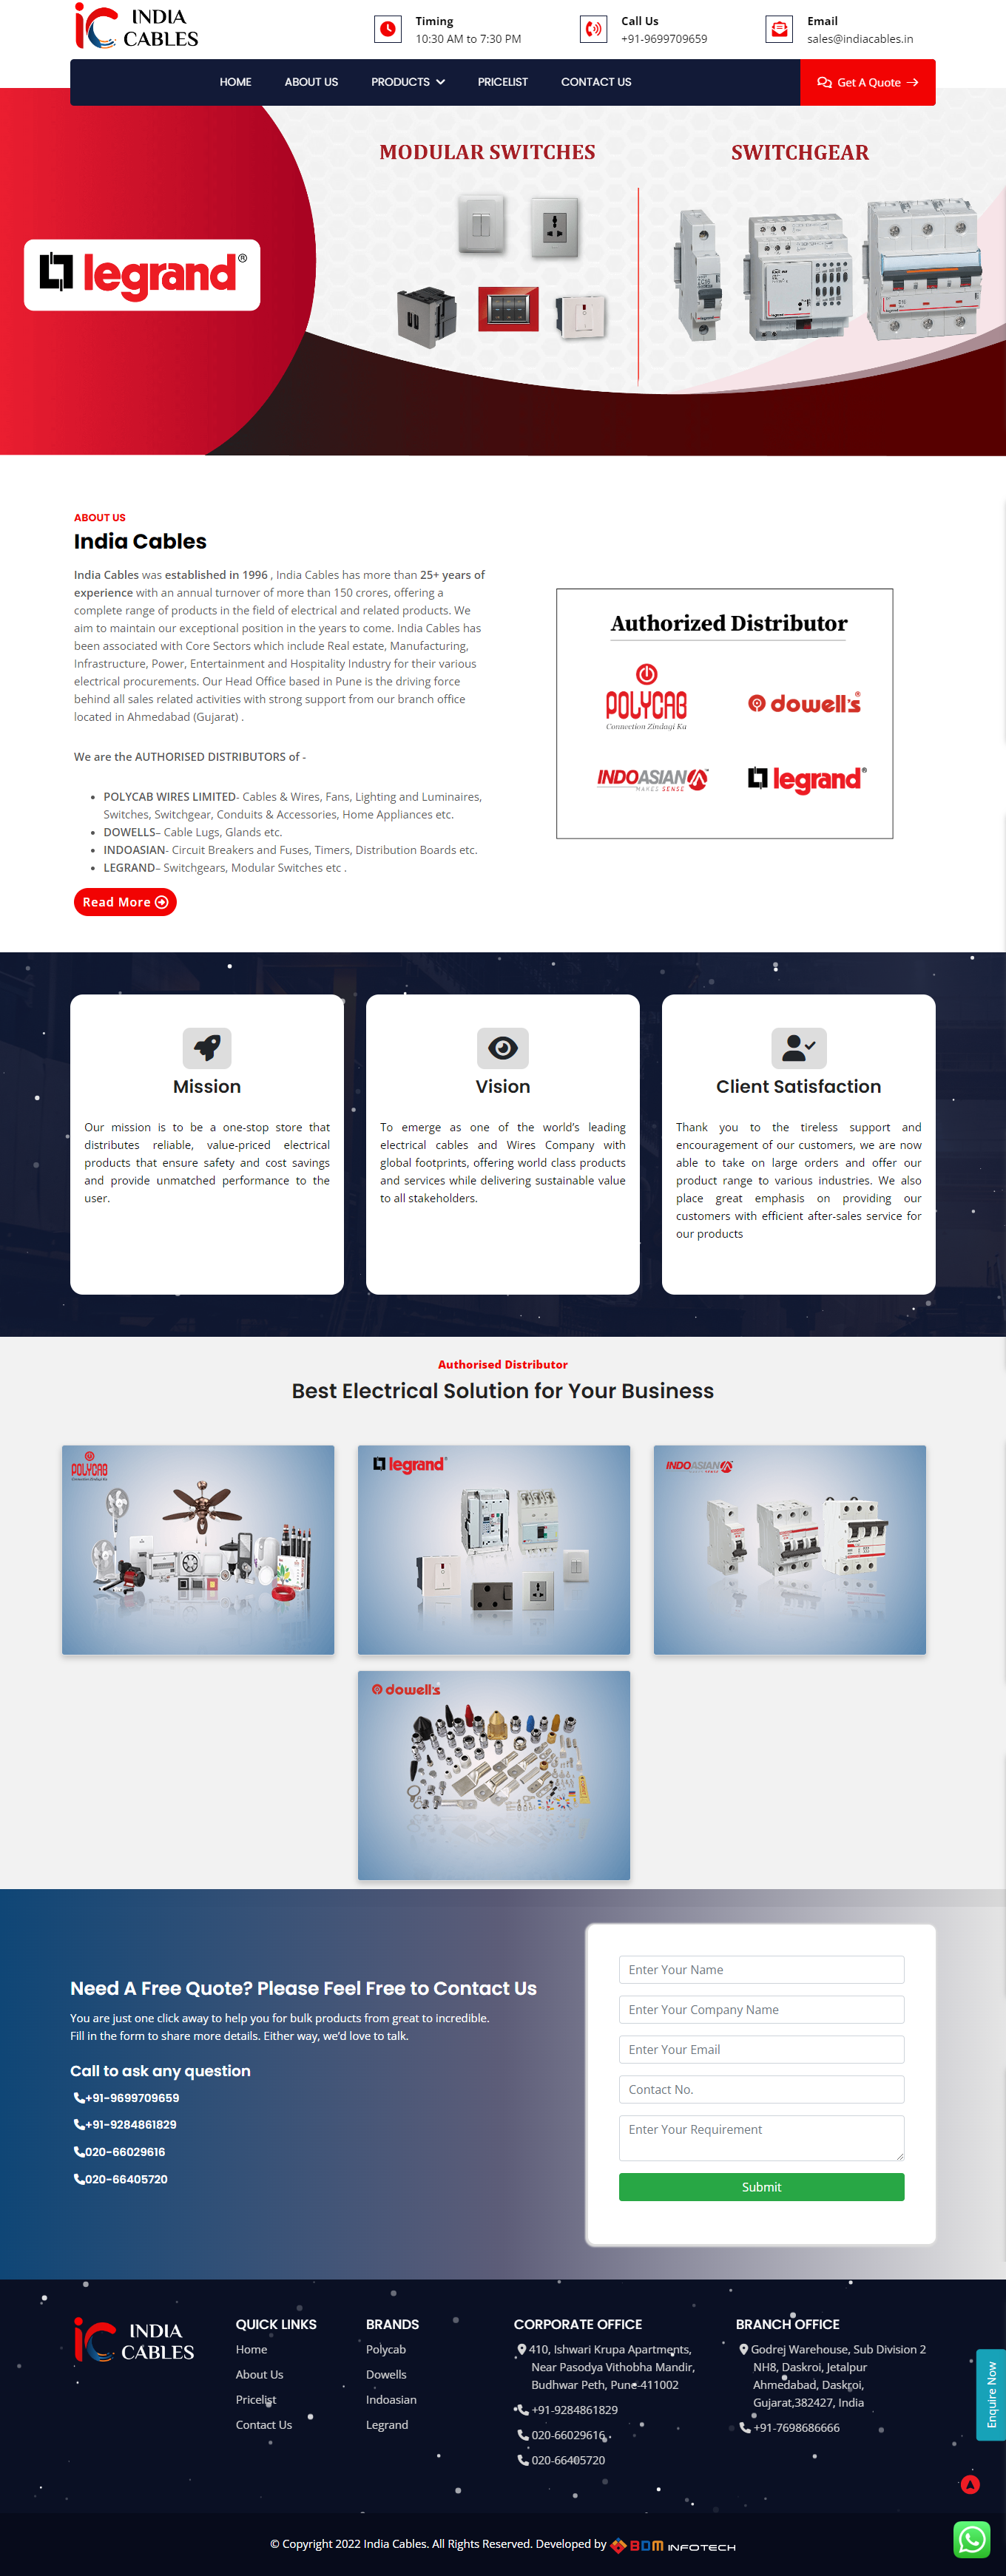 INDIA
CABLES
Timing
10:30 AM to 7:30 PM
Call Us
+91-9699709659
Email
sales@indiacables.in
HOME ABOUT US PRODUCTS PRICELIST CONTACT US Get A Quote
MODULAR SWITCHES SWITCHGEAR
legrand®
ABOUT US
India Cables
India Cables was established in 1996 , India Cables has more than 25+ years of
experience with an annual turnover of more than 150 crores, offering a
complete range of products in the field of electrical and related products. We
aim to maintain our exceptional position in the years to come. India Cables has
been associated with Core Sectors which include Real estate, Manufacturing,
Infrastructure, Power, Entertainment and Hospitality Industry for their various
electrical procurements. Our Head Office based in Pune is the driving force
behind all sales related activities with strong support from our branch office
located in Ahmedabad (Gujarat) .
We are the AUTHORISED DISTRIBUTORS of -
• POLYCAB WIRES LIMITED- Cables & Wires, Fans, Lighting and Luminaires,
Switches, Switchgear, Conduits & Accessories, Home Appliances etc.
• DOWELLS– Cable Lugs, Glands etc.
• INDOASIAN- Circuit Breakers and Fuses, Timers, Distribution Boards etc.
• LEGRAND– Switchgears, Modular Switches etc .
Read More
Authorized Distributor
POLYCAB
Connection Zindagi Ka
dowell's
INDOASIAN
MAKES SENSE
legrand®
Mission
Our mission is to be a one-stop store that
distributes reliable, value-priced electrical
products that ensure safety and cost savings
and provide unmatched performance to the
user.
Vision
To emerge as one of the world's leading
electrical cables and Wires Company with
global footprints, offering world class products
and services while delivering sustainable value
to all stakeholders.
Client Satisfaction
Thank you to the tireless support and
encouragement of our customers, we are now
able to take on large orders and offer our
product range to various industries. We also
place great emphasis on providing our
customers with efficient after-sales service for
our products
Authorised Distributor
Best Electrical Solution for Your Business
POLYCAB
legrand
INDOASIAN
dowell's
Need A Free Quote? Please Feel Free to Contact Us
You are just one click away to help you for bulk products from great to incredible.
Fill in the form to share more details. Either way, we'd love to talk.
Call to ask any question
+91-9699709659
+91-9284861829
020-66029616
020-66405720
Enter Your Name
Enter Your Company Name
Enter Your Email
Contact No.
Enter Your Requirement
Submit
INDIA
CABLES
QUICK LINKS
Home
About Us
Pricelist
Contact Us
BRANDS
Polycab
Dowells
Indoasian
Legrand
CORPORATE OFFICE
410, Ishwari Krupa Apartments,
Near Pasodya Vithobha Mandir,
Budhwar Peth, Pune-411002
+91-9284861829
020-66029616
020-66405720
BRANCH OFFICE
Godrej Warehouse, Sub Division 2
NH8, Daskroi, Jetalpur
Ahmedabad, Daskroi,
Gujarat,382427, India
+91-7698686666
Enquire Now
© Copyright 2022 India Cables. All Rights Reserved. Developed by BDM INFOTECH